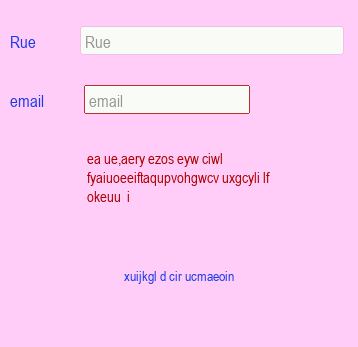 Rue Rue
email email
ea ue,aery ezos eyw ciwl
fyaiuoeeiftaqupvohgwcv uxgcyli lf
okeuu i
xuijkgl d cir ucmaeoin